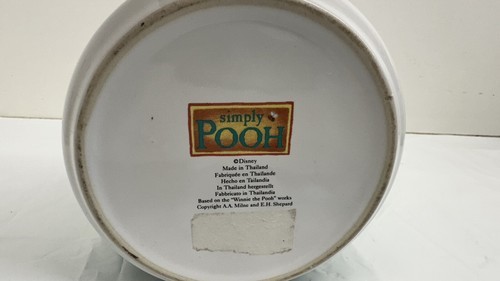 simply
POOH
©Disney
Made in Thailand
Fabriquée en Thaïlande
Hecho en Tailandia
In Thailand hergestellt
Fabbricato in Thailandia
Based on the "Winnie the Pooh" works
Copyright A.A. Milne and E.H. Shepard